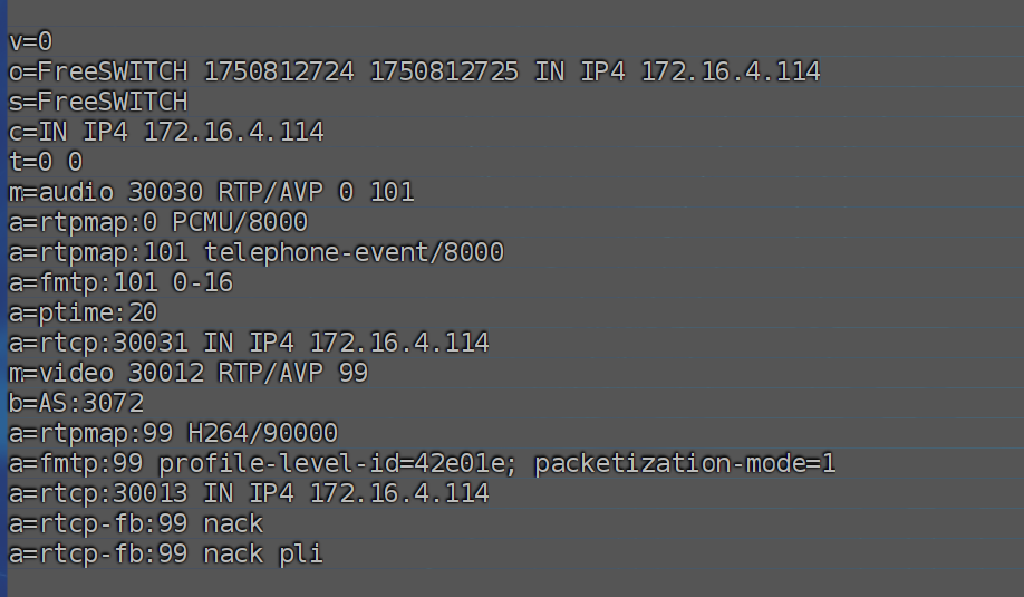 v=0
o=FreeSWITCH 1750812724 1750812725 IN IP4 172.16.4.114
s=FreeSWITCH
c=IN IP4 172.16.4.114
t=0 0
m=audio 30030 RTP/AVP 0 101
a=rtpmap:0 PCMU/8000
a=rtpmap:101 telephone-event/8000
a=fmtp:101 0-16
a=ptime:20
a=rtcp:30031 IN IP4 172.16.4.114
m=video 30012 RTP/AVP 99
b=AS:3072
a=rtpmap:99 H264/90000
a=fmtp:99 profile-level-id=42e01e; packetization-mode=1
a=rtcp:30013 IN IP4 172.16.4.114
a=rtcp-fb:99 nack
a=rtcp-fb:99 nack pli